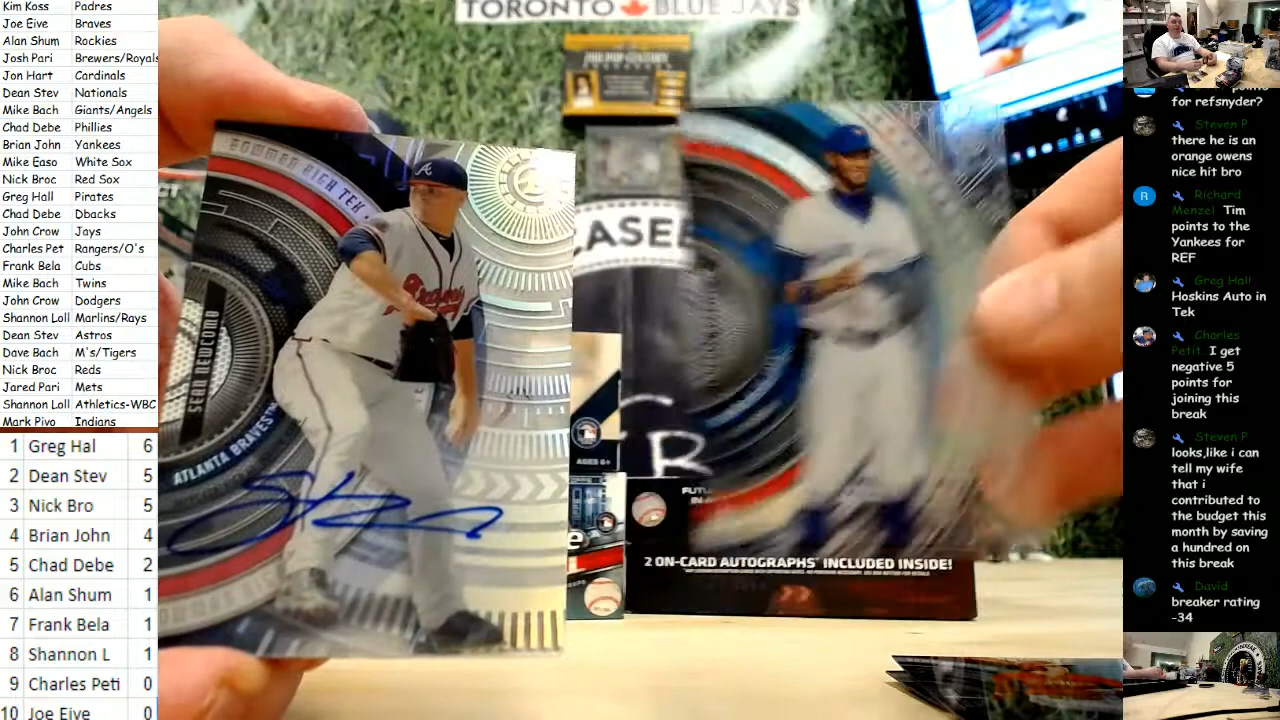 Kim Koss Padres
Joe Eive Braves
Alan Shum Rockies
Josh Pari Brewers/Royals
Jon Hart Cardinals
Dean Stev Nationals
Mike Bach Giants/Angels
Chad Debe Phillies
Brian John Yankees
Mike Easo White Sox
Nick Broc Red Sox
Greg Hall Pirates
Chad Debe Dbacks
John Crow Jays
Charles Pet Rangers/O's
Frank Bela Cubs
Mike Bach Twins
John Crow Dodgers
Shannon Loll Marlins/Rays
Dean Stev Astros
Dave Bach M's/Tigers
Nick Broc Reds
Jared Pari Mets
Shannon Loll Athletics-WBC
Mark Pivo Indians
1 Greg Hal 6
2 Dean Stev 5
3 Nick Bro 5
4 Brian John 4
5 Chad Debe 2
6 Alan Shum 1
7 Frank Bela 1
8 Shannon L 1
9 Charles Peti 0
10 Joe Eive 0
TORONTO BLUE JAYS
BOWMAN HIGH TEK
A
Braves
SEAN NEWCOMB
ATLANTA BRAVES
CASE
R
AGES 6+
2 ON-CARD AUTOGRAPHS INCLUDED INSIDE!
for refsnyder?
Steven P
there he is an
orange owens
nice hit bro
R Richard
Menzel Tim
points to the
Yankees for
REF
Greg Hall
Hoskins Auto in
Tek
Charles
Petit I get
negative 5
points for
joining this
break
Steven P
looks,like i can
tell my wife
that i
contributed to
the budget this
month by saving
a hundred on
this break
David
breaker rating
-34